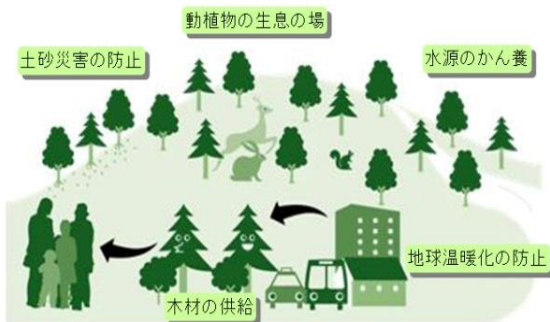 動植物の生息の場
土砂災害の防止
水源のかん養
地球温暖化の防止
木材の供給